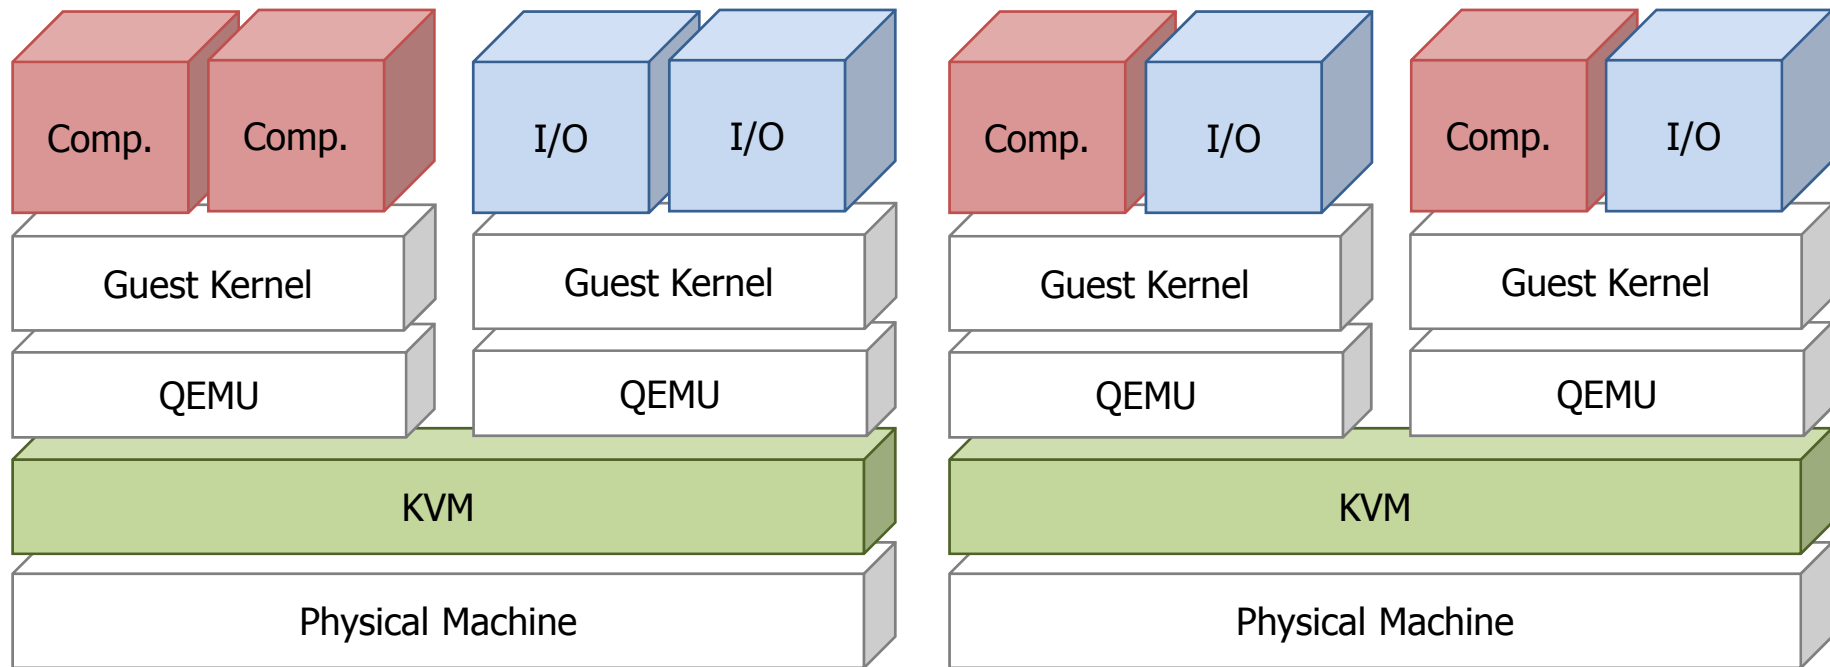 Comp.
Comp.
I/O
I/O
Comp.
I/O
Comp.
I/O
Guest Kernel
Guest Kernel
Guest Kernel
Guest Kernel
QEMU
QEMU
QEMU
QEMU
KVM
KVM
Physical Machine
Physical Machine